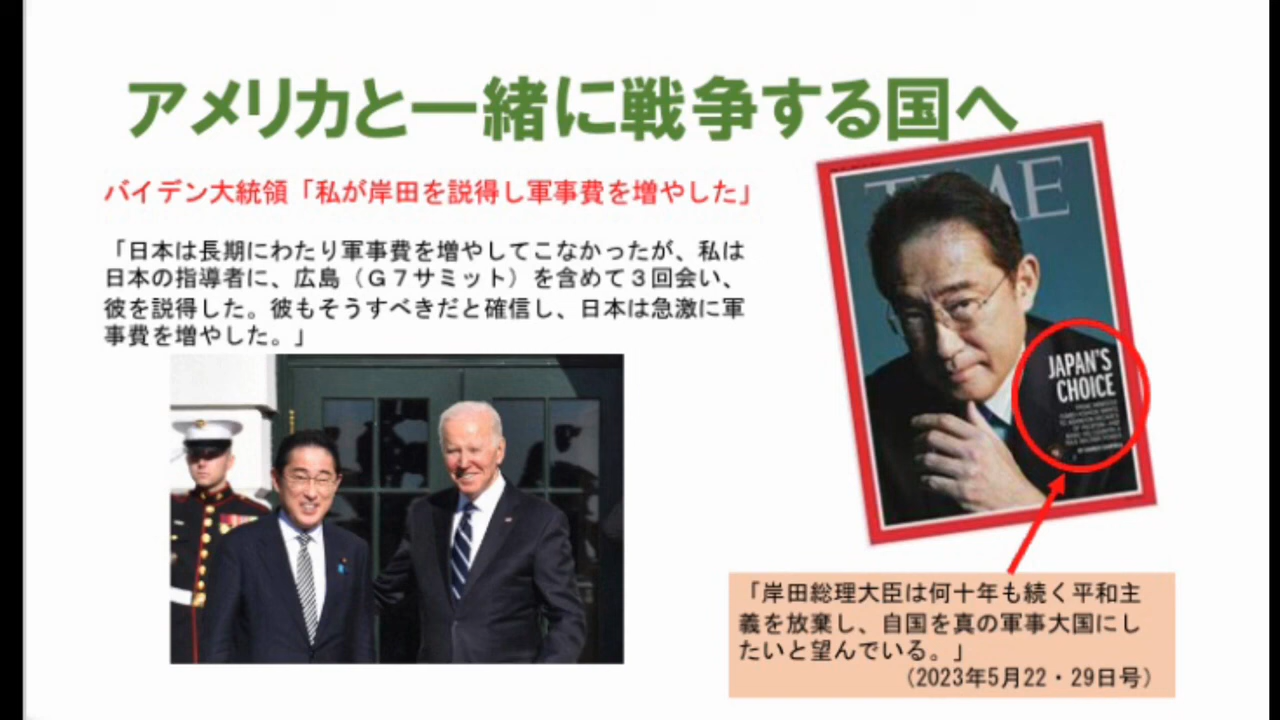 アメリカと一緒に戦争する国へ
バイデン大統領「私が岸田を説得し軍事費を増やした」
「日本は長期にわたり軍事費を増やしてこなかったが、私は
日本の指導者に、広島（G７サミット）を含めて３回会い、
彼を説得した。彼もそうすべきだと確信し、日本は急激に軍
事費を増やした。」
TIME
JAPAN'S
CHOICE
「岸田総理大臣は何十年も続く平和主
義を放棄し、自国を真の軍事大国にし
たいと望んでいる。」
（2023年5月22・29日号）